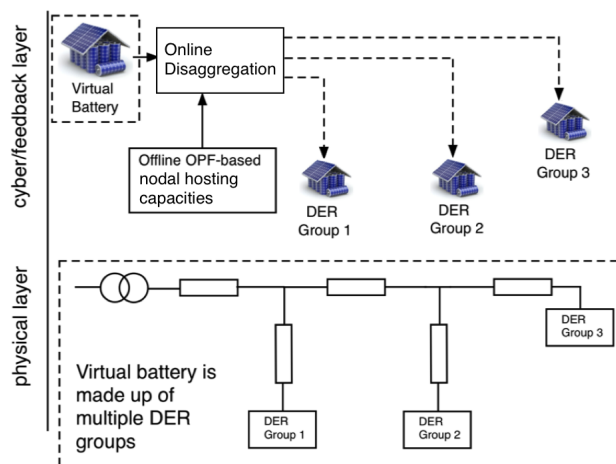 cyber/feedback layer
Virtual
Battery
Online
Disaggregation
Offline OPF-based
nodal hosting
capacities
DER
Group 1
DER
Group 2
DER
Group 3
physical layer
DER
Group 3
Virtual battery is
made up of
multiple DER
groups
DER
Group 1
DER
Group 2